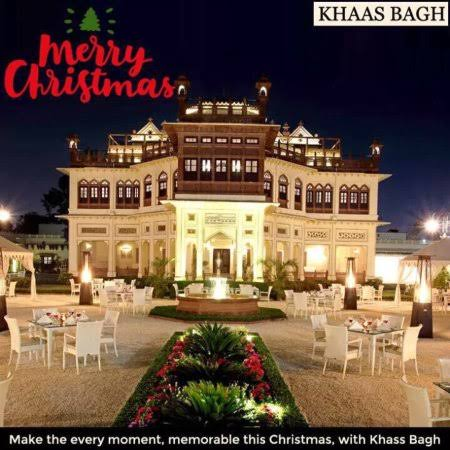 KHAAS BAGH
Merry
Christmas
Make the every moment, memorable this Christmas, with Khass Bagh